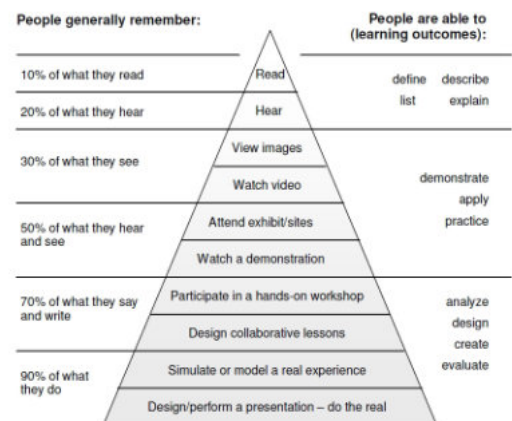 People generally remember:
People are able to
(learning outcomes):
10% of what they read
Read
define describe
list explain
20% of what they hear
Hear
30% of what they see
View images
Watch video
demonstrate
apply
practice
50% of what they hear
and see
Attend exhibit/sites
Watch a demonstration
70% of what they say
and write
Participate in a hands-on workshop
Design collaborative lessons
analyze
design
create
evaluate
90% of what
they do
Simulate or model a real experience
Design/perform a presentation – do the real